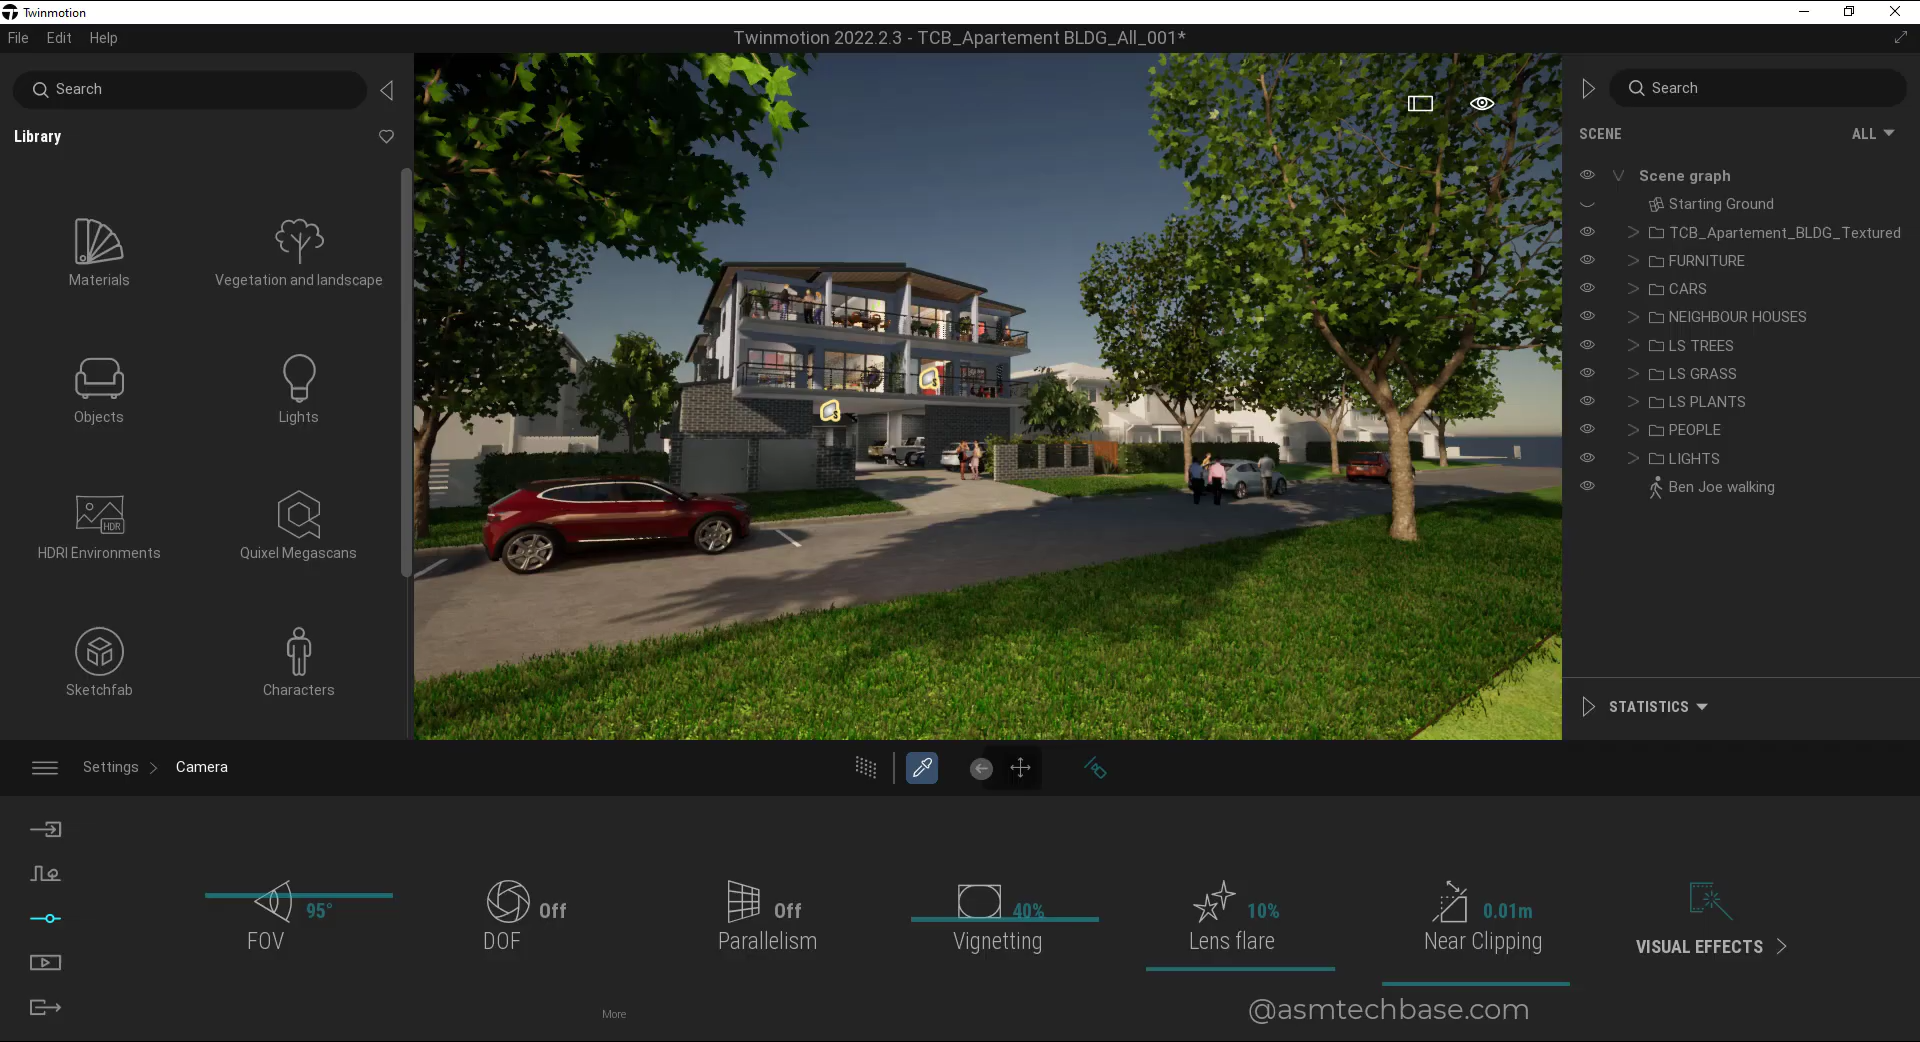 Twinmotion
File Edit Help
Twinmotion 2022.2.3 - TCB_Apartement BLDG_All_001*
Search
Library
Materials
Vegetation and landscape
Objects
Lights
HDR
HDRI Environments
Quixel Megascans
Sketchfab
Characters
Search
SCENE
ALL
Scene graph
Starting Ground
TCB_Apartement_BLDG_Textured
FURNITURE
CARS
NEIGHBOUR HOUSES
LS TREES
LS GRASS
LS PLANTS
PEOPLE
LIGHTS
Ben Joe walking
STATISTICS
Settings > Camera
95°
FOV
Off
DOF
Off
Parallelism
40%
Vignetting
10%
Lens flare
0.01m
Near Clipping
VISUAL EFFECTS
More
@asmtechbase.com